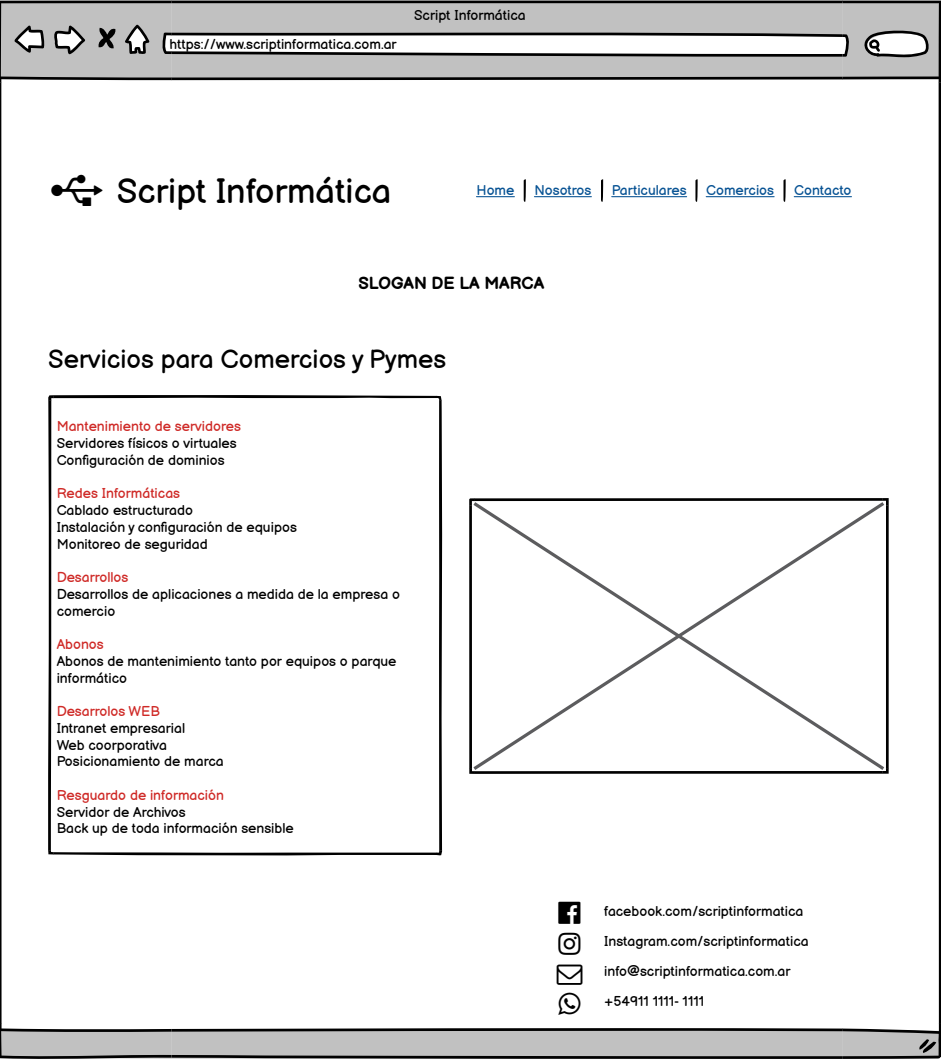 Script Informática
https://www.scriptinformatica.com.ar
Script Informática
Home | Nosotros | Particulares | Comercios | Contacto
SLOGAN DE LA MARCA
Servicios para Comercios y Pymes
Mantenimiento de servidores
Servidores físicos o virtuales
Configuración de dominios
Redes Informáticas
Cablado estructurado
Instalación y configuración de equipos
Monitoreo de seguridad
Desarrollos
Desarrollos de aplicaciones a medida de la empresa o
comercio
Abonos
Abonos de mantenimiento tanto por equipos o parque
informático
Desarrolos WEB
Intranet empresarial
Web coorporativa
Posicionamiento de marca
Resguardo de información
Servidor de Archivos
Back up de toda información sensible
facebook.com/scriptinformatica
Instagram.com/scriptinformatica
info@scriptinformatica.com.ar
+54911 1111- 1111